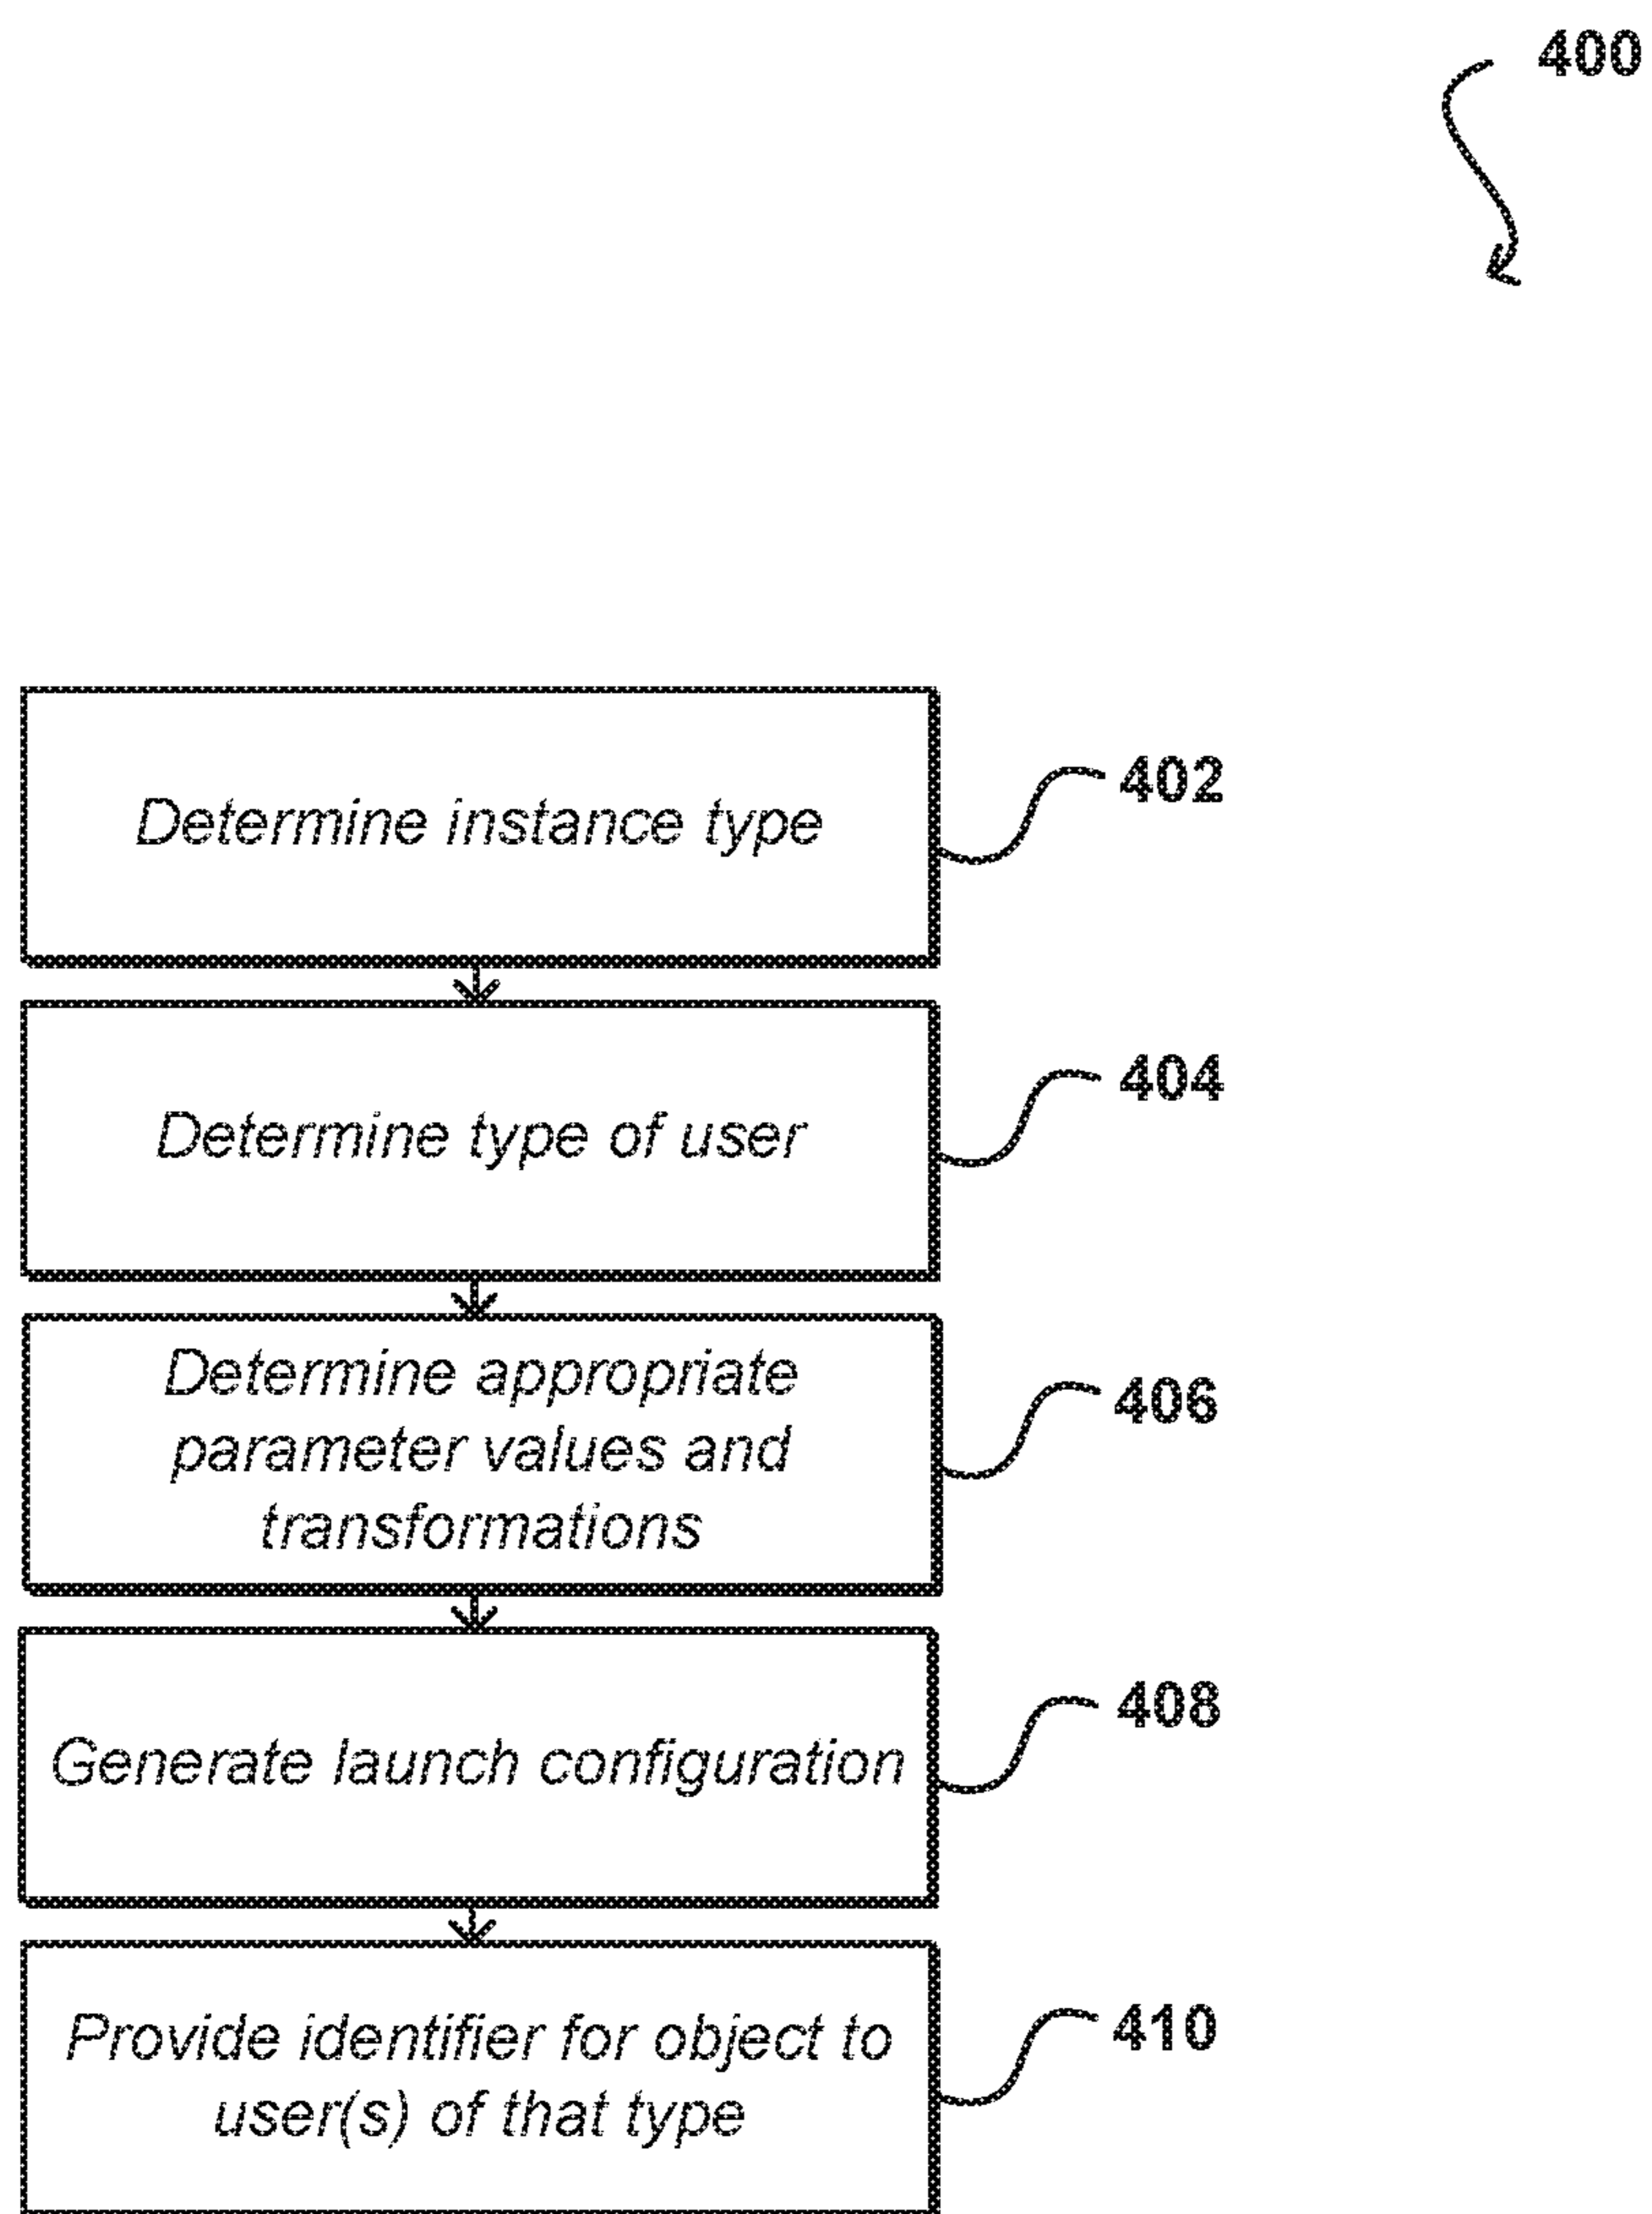 400
Determine instance type
402
Determine type of user
404
Determine appropriate
parameter values and
transformations
406
Generate launch configuration
408
Provide identifier for object to
user(s) of that type
410